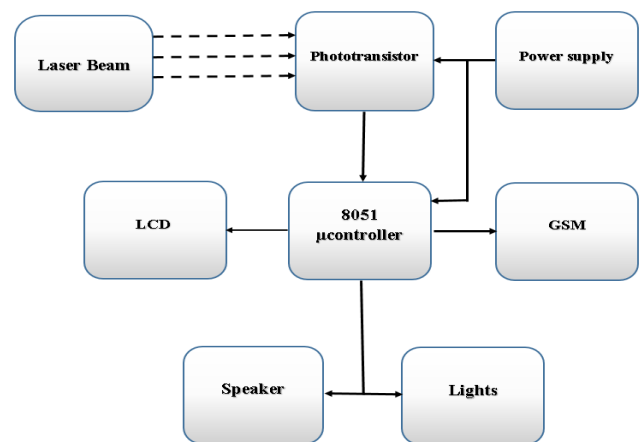 Laser Beam
Phototransistor
Power supply
LCD
8051
μcontroller
GSM
Speaker
Lights